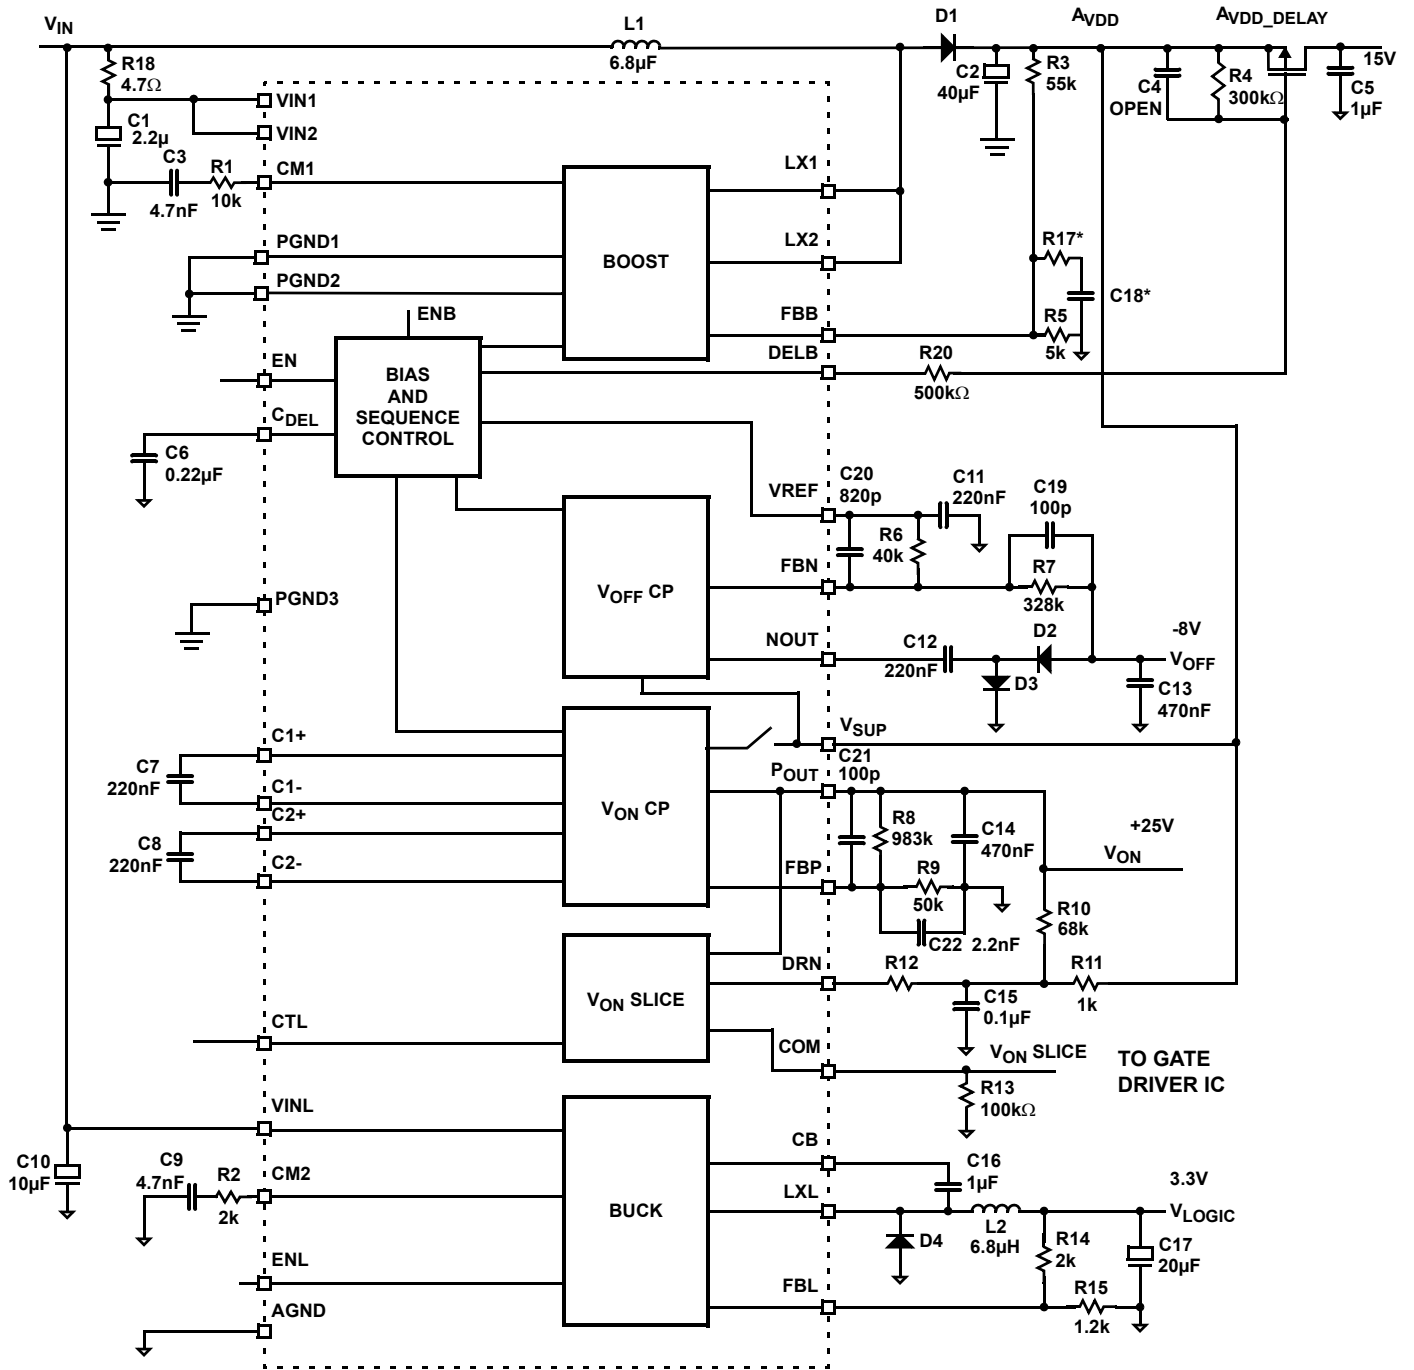 VIN
L1
6.8µF
D1
AVDD
AVDD_DELAY
R18
4.7Ω
C2
40µF
R3
55k
C4
OPEN
R4
300kΩ
15V
C5
1µF
VIN1
VIN2
C1
2.2µ
C3
4.7nF
R1
10k
CM1
LX1
BOOST
PGND1
PGND2
LX2
R17*
C18*
ENB
FBB
R5
5k
EN
BIAS
AND
SEQUENCE
CONTROL
DELB
R20
500kΩ
CDEL
C6
0.22µF
VREF
C20
820p
C11
220nF
C19
100p
R6
40k
VOFF CP
FBN
R7
328k
PGND3
NOUT
C12
220nF
D2
D3
-8V
VOFF
C13
470nF
C1+
C7
220nF
C1-
VSUP
C21
100p
POUT
VON CP
C2+
C8
220nF
C2-
R8
983k
C14
470nF
+25V
VON
FBP
R9
50k
C22 2.2nF
R10
68k
VON SLICE
DRN
R12
R11
1k
C15
0.1µF
CTL
COM
VON SLICE
TO GATE
DRIVER IC
R13
100kΩ
VINL
C10
10µF
C9
4.7nF
R2
2k
CM2
BUCK
CB
C16
1µF
LXL
3.3V
VLOGIC
D4
L2
6.8µH
R14
2k
C17
20µF
ENL
FBL
R15
1.2k
AGND